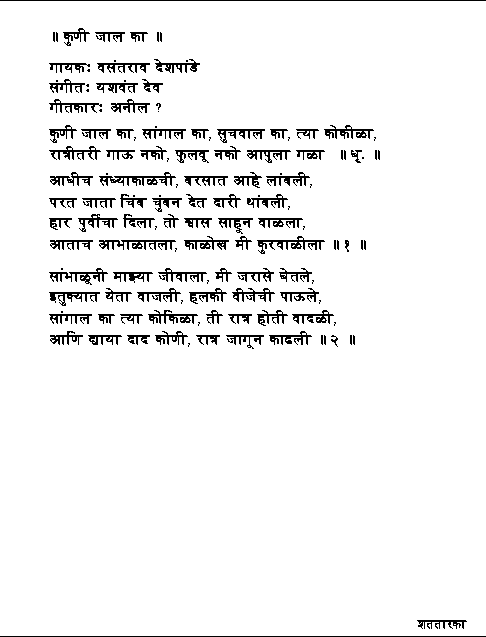 ॥ कुणी जाल का ॥
गायकः वसंतराव देशपांडे
संगीतः यशवंत देव
गीतकारः अनील ?
कुणी जाल का, सांगाल का, सुचवाल का, त्या कोकीळा,
रात्रीतरी गाऊ नको, फुलवू नको आपुला गळा ॥ धृ. ॥
आधीच संध्याकाळची, बरसात आहे लांबली,
परत जाता चिंब चुंबन देत दारी थांबली,
हार पुर्वीचा दिला, तो श्वास साहून वाळला,
आताच आभाळातला, काळोख मी कुरवाळीला ॥ १ ॥
सांभाळूनी माझ्या जीवाला, मी जरासे घेतले,
इतुक्यात येता वाजली, हलकी वीजेची पाऊले,
सांगाल का त्या कोकिळा, ती रात्र होती वादळी,
आणि द्याया दाद कोणी, रात्र जागून काढली ॥ २ ॥
शततारका